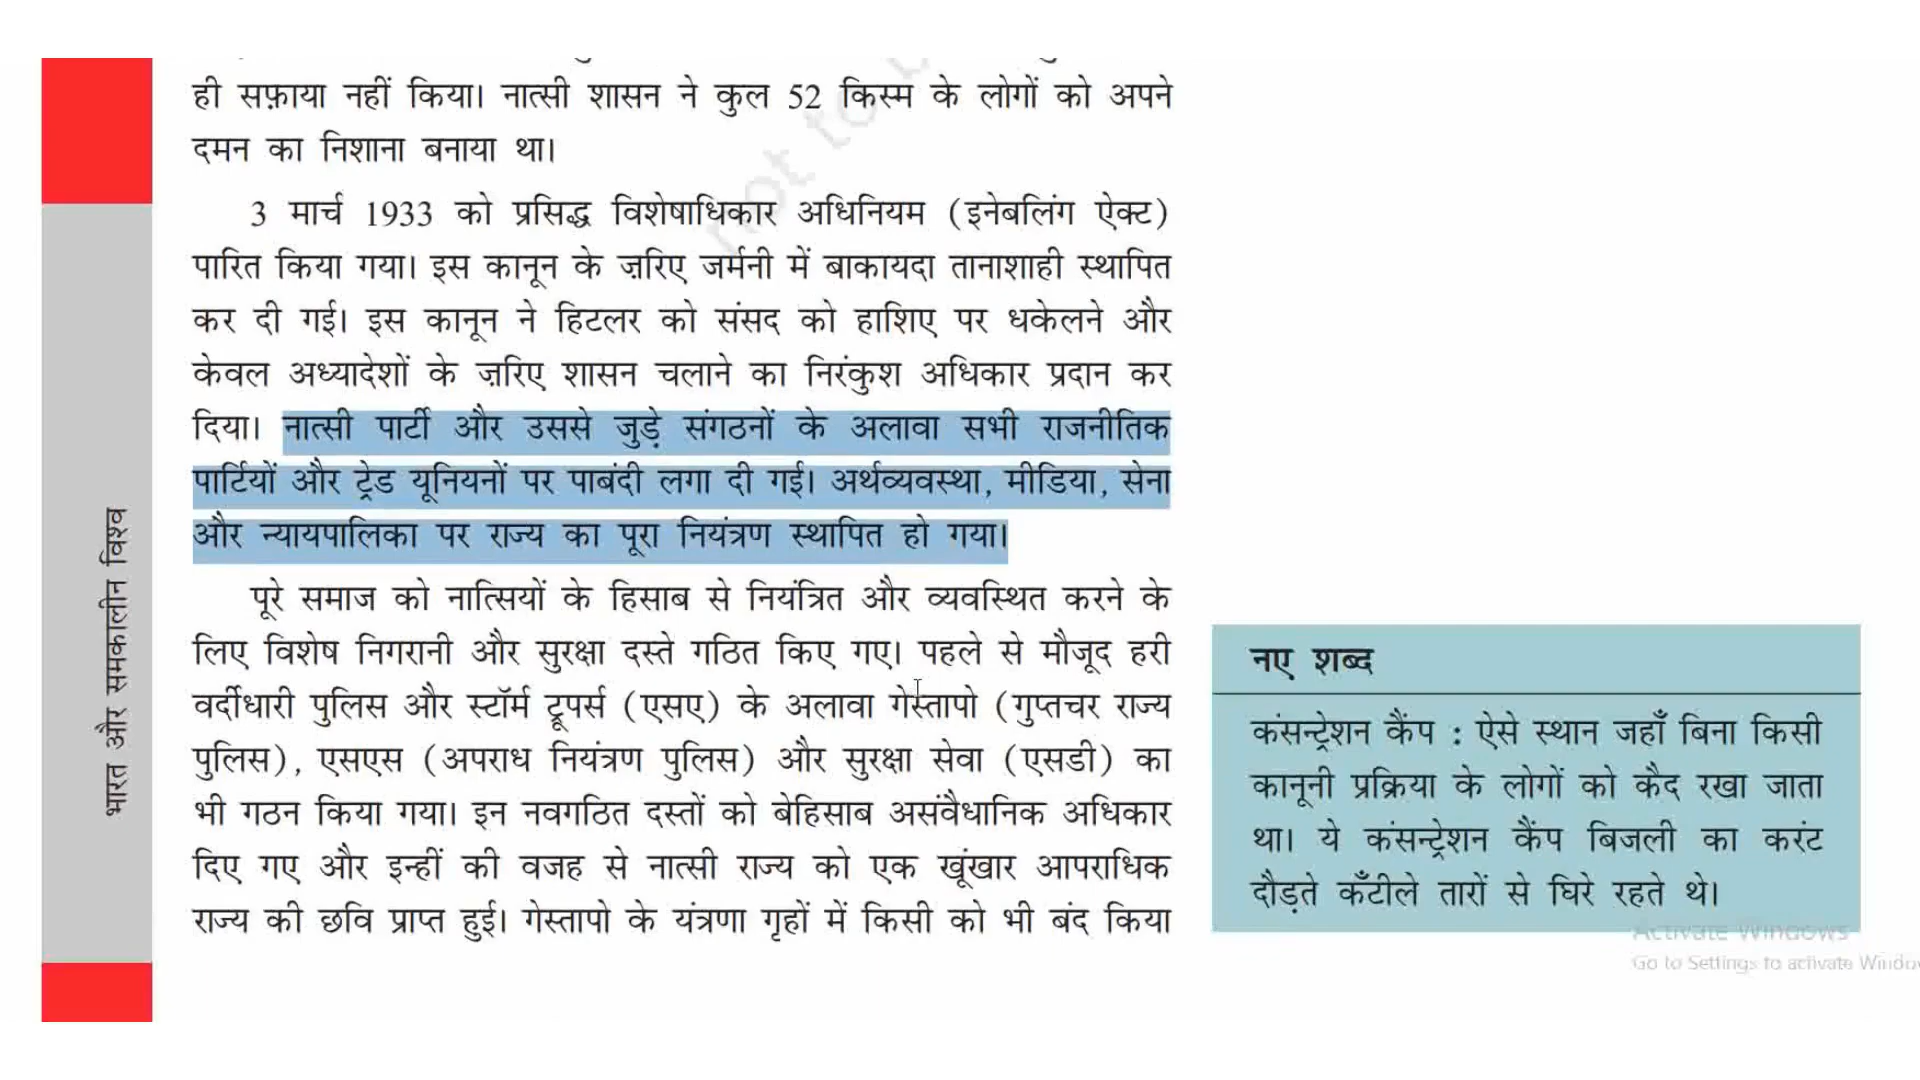 ही सफ़ाया नहीं किया। नात्सी शासन ने कुल 52 किस्म के लोगों को अपने
दमन का निशाना बनाया था।
3 मार्च 1933 को प्रसिद्ध विशेषाधिकार अधिनियम (इनेबलिंग ऐक्ट)
पारित किया गया। इस कानून के ज़रिए जर्मनी में बाकायदा तानाशाही स्थापित
कर दी गई। इस कानून ने हिटलर को संसद को हाशिए पर धकेलने और
केवल अध्यादेशों के ज़रिए शासन चलाने का निरंकुश अधिकार प्रदान कर
दिया। नात्सी पार्टी और उससे जुड़े संगठनों के अलावा सभी राजनीतिक
पार्टियों और ट्रेड यूनियनों पर पाबंदी लगा दी गई। अर्थव्यवस्था, मीडिया, सेना
और न्यायपालिका पर राज्य का पूरा नियंत्रण स्थापित हो गया।
पूरे समाज को नात्सियों के हिसाब से नियंत्रित और व्यवस्थित करने के
लिए विशेष निगरानी और सुरक्षा दस्ते गठित किए गए। पहले से मौजूद हरी
वर्दीधारी पुलिस और स्टॉर्म ट्रूपर्स (एसए) के अलावा गेस्तापो (गुप्तचर राज्य
पुलिस), एसएस (अपराध नियंत्रण पुलिस) और सुरक्षा सेवा (एसडी) का
भी गठन किया गया। इन नवगठित दस्तों को बेहिसाब असंवैधानिक अधिकार
दिए गए और इन्हीं की वजह से नात्सी राज्य को एक खूंखार आपराधिक
राज्य की छवि प्राप्त हुई। गेस्तापो के यंत्रणा गृहों में किसी को भी बंद किया
नए शब्द
कंसन्ट्रेशन कैंप : ऐसे स्थान जहाँ बिना किसी
कानूनी प्रक्रिया के लोगों को कैद रखा जाता
था। ये कंसन्ट्रेशन कैंप बिजली का करंट
दौड़ते कँटीले तारों से घिरे रहते थे।
भारत और समकालीन विश्व
not to
Activate Windows
Go to Settings to activate Windo